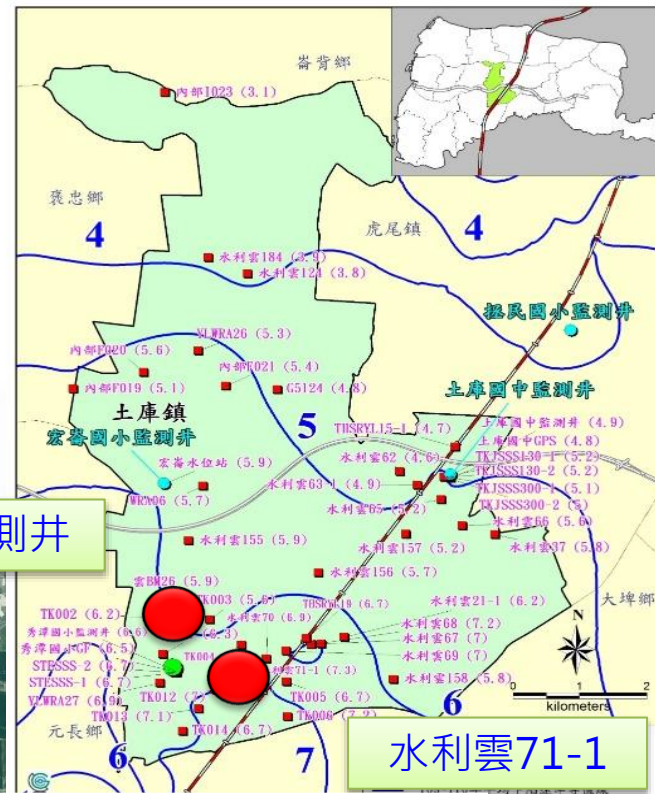 崙背鄉
內部I023 (3.1)
褒忠鄉
4
虎尾鎮
4
水利雲184 (3.9)
水利雲124 (3.8)
拯民國小監測井
YLWRA26 (5.3)
內部F020 (5.6)
內部F021 (5.4)
內部F019 (5.1)
G5124 (4.8)
土庫國中監測井
土庫鎮
5
宏崙國小監測井
THSRYL15-1 (4.7)
土庫國中監測井 (4.9)
土庫國中GPS (4.8)
宏崙水位站 (5.9)
水利雲62 (4.6)
TKJSSS130-1 (5.2)
TKJSSS130-2 (5.2)
水利雲63-1 (4.9)
TKJSSS300-1 (5.1)
WRA06 (5.7)
TKJSSS300-2 (5)
水利雲65 (5.2)
水利雲66 (5.6)
測井
水利雲155 (5.9)
水利雲157 (5.2)
水利雲37 (5.8)
雲BM26 (5.9)
水利雲156 (5.7)
大埤鄉
TK003 (5.6)
THSRYL19 (6.7)
水利雲21-1 (6.2)
TK002 (6.2)
水利雲70 (6.9)
N
秀潭國小監測井 (6.6)
水利雲68 (7.2)
秀潭國小GF (6.5)
(6.3)
水利雲67 (7)
STESSS-2 (6.7)
TK004
水利雲69 (7)
STESSS-1 (6.7)
利雲71-1 (7.3)
水利雲158 (5.8)
YLWRA27 (6.9)
TK012 (7)
TK005 (6.7)
0 1 2
kilometers
TK013 (7.1)
TK006 (7.2)
6
元長鄉
TK014 (6.7)
6
7
水利雲71-1